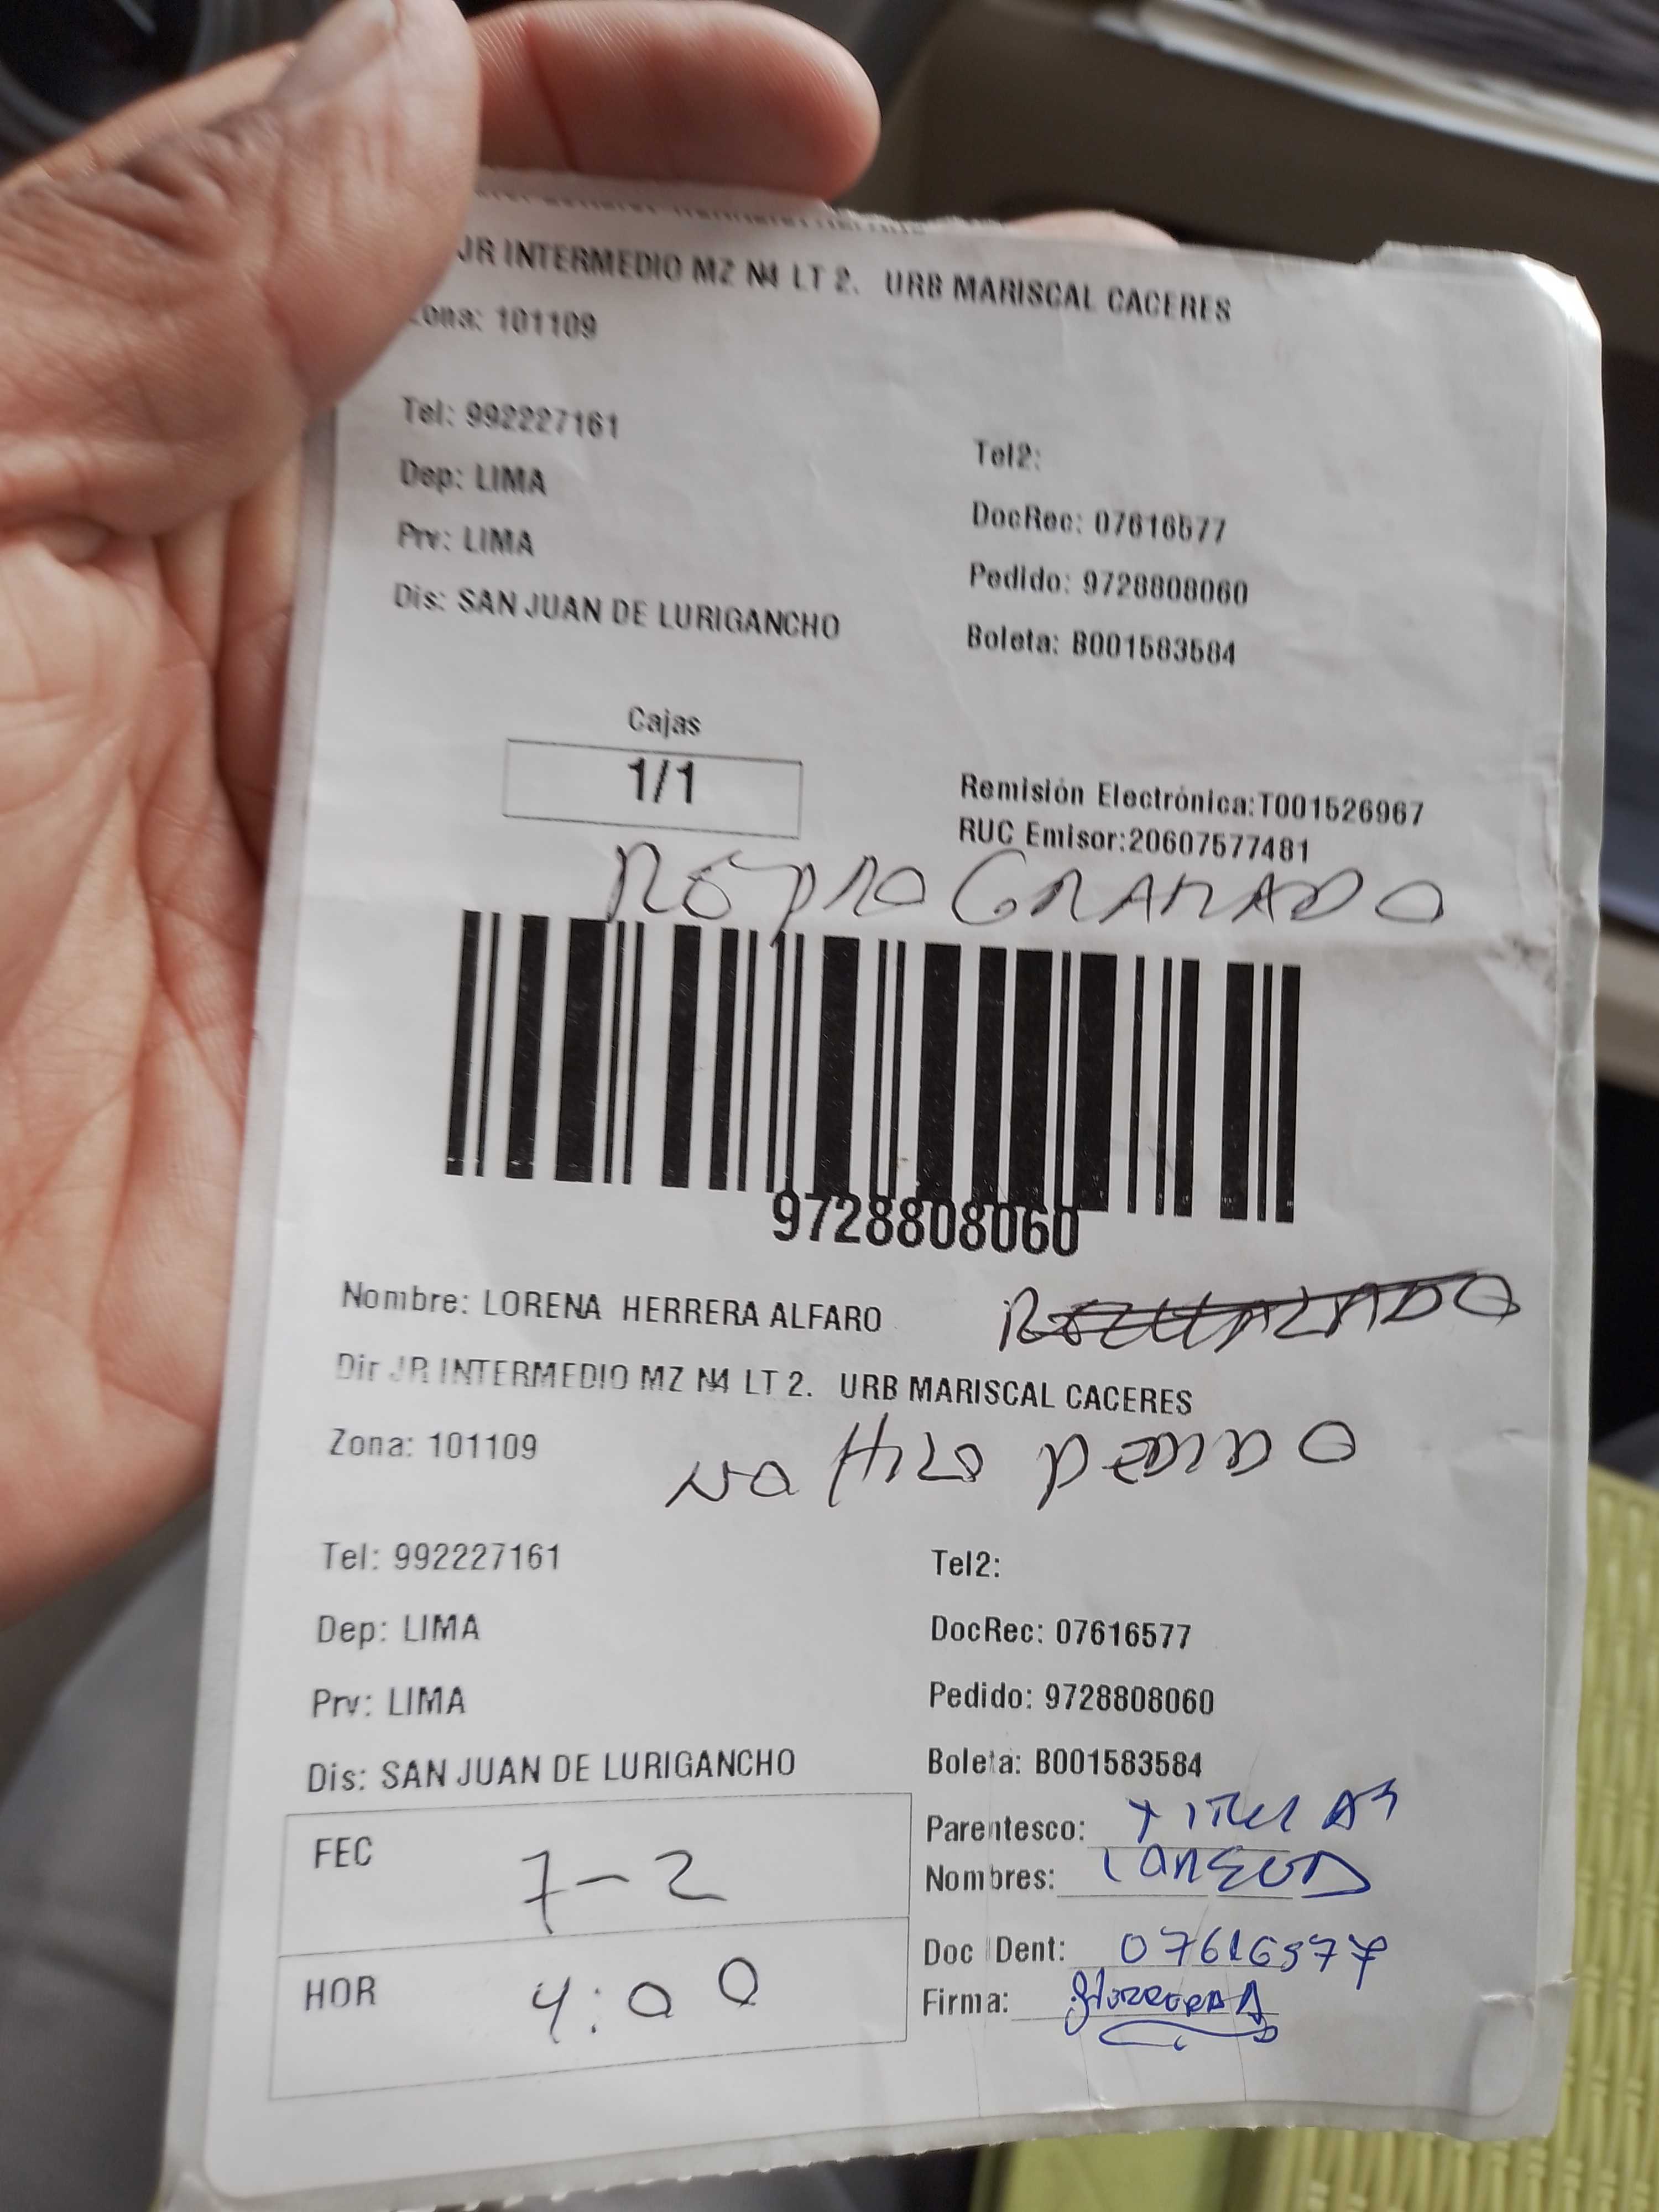 JR INTERMEDIO MZ N4 LT 2. URB MARISCAL CACERES
Zona: 101109
Tel: 992227161
Tel2:
Dep: LIMA
DocRec: 07616577
Prv: LIMA
Pedido: 9728808060
Dis: SAN JUAN DE LURIGANCHO
Boleta: B001583584
Cajas
1/1
Remisión Electrónica:T001526967
RUC Emisor:20607577481
REPROGRAMADO
9728808060
Nombre: LORENA HERRERA ALFARO
RECHAZADO
Dir JR INTERMEDIO MZ N4 LT 2. URB MARISCAL CACERES
Zona: 101109
NO HIZO PEDIDO
Tel: 992227161
Tel2:
Dep: LIMA
DocRec: 07616577
Prv: LIMA
Pedido: 9728808060
Dis: SAN JUAN DE LURIGANCHO
Boleta: B001583584
FEC 7-2
Parentesco:
Nombres:
HOR 4:00
Doc Dent: 07616577
Firma: